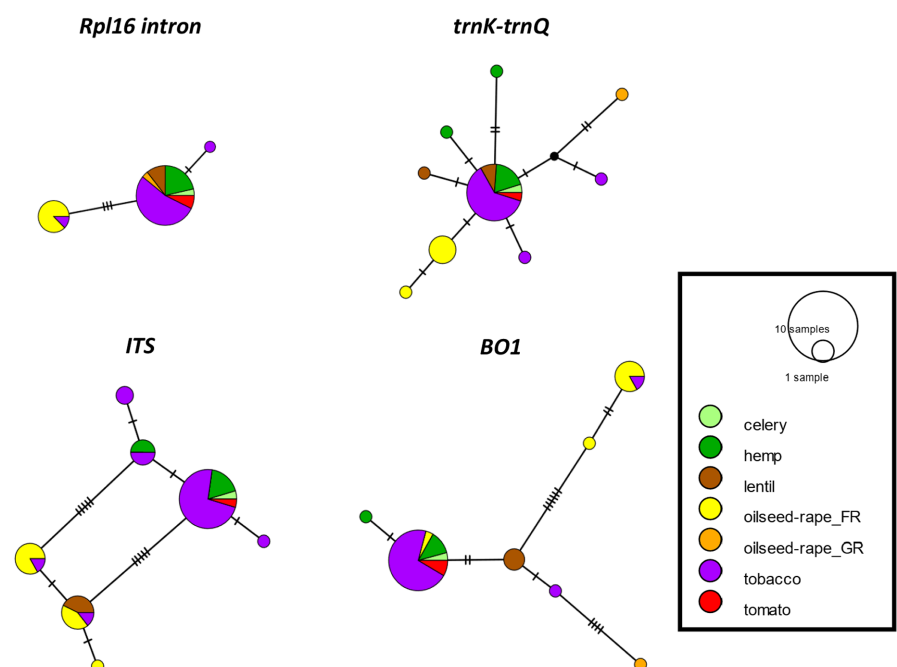 Rpl16 intron
trnK-trnQ
ITS
BO1
10 samples
1 sample
celery
hemp
lentil
oilseed-rape_FR
oilseed-rape_GR
tobacco
tomato